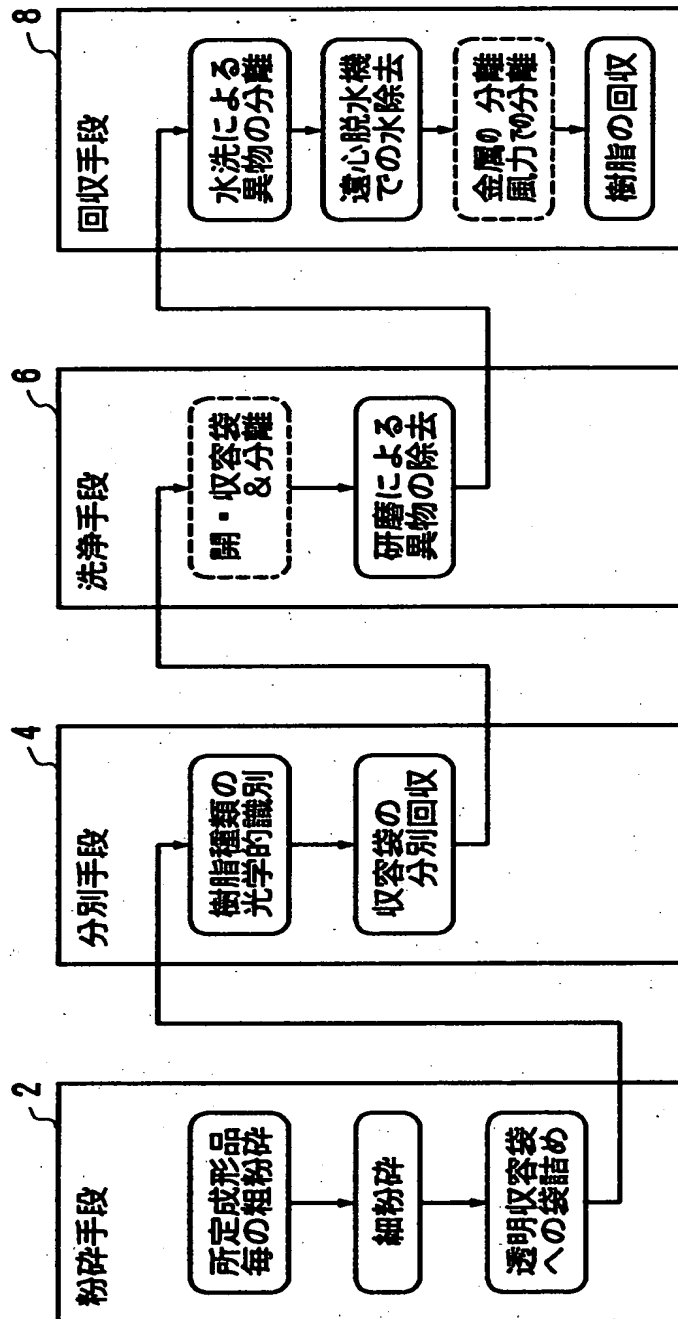 粉砕手段
2
所定成形品
毎の粗粉砕
細粉砕
透明収容袋
への袋詰め
分別手段
4
樹脂種類の
光学的識別
収容袋の
分別回収
洗浄手段
6
開・収容袋
&分離
研磨による
異物の除去
回収手段
8
水洗による
異物の分離
遠心脱水機
での水除去
金属の分離
風力での分離
樹脂の回収